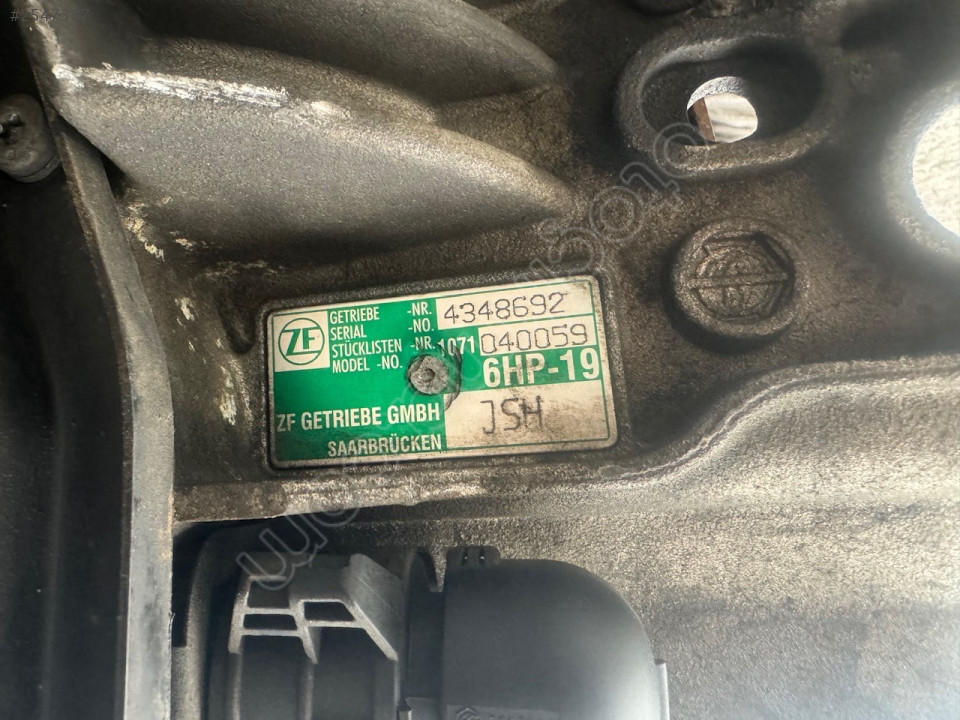 ZF
GETRIEBE -NR. 4348692
SERIAL -NO.
STÜCKLISTEN -NR. 1071 040059
MODEL -NO.
6HP-19
ZF GETRIEBE GMBH
JSH
SAARBRÜCKEN